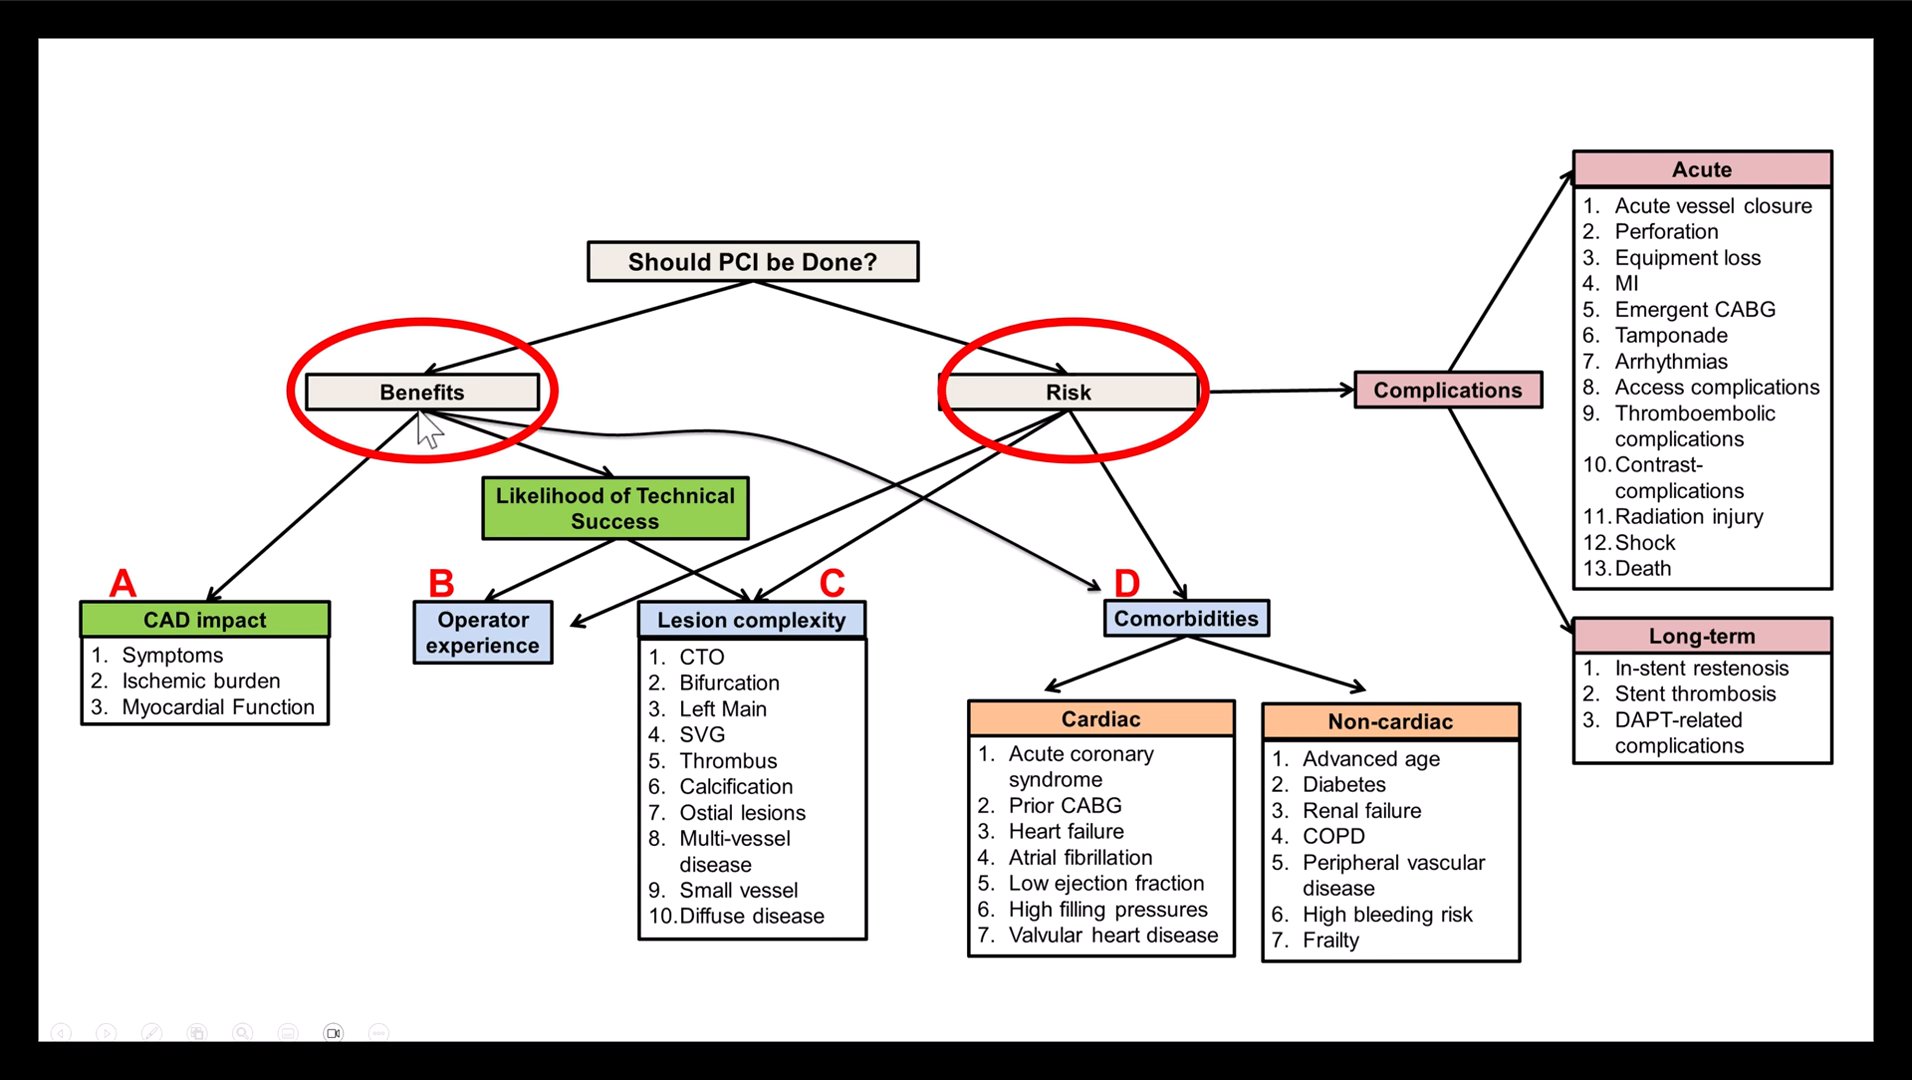 Should PCI be Done?
Benefits
Risk
Complications
Likelihood of Technical
Success
A
CAD impact
1. Symptoms
2. Ischemic burden
3. Myocardial Function
B
Operator
experience
C
Lesion complexity
1. CTO
2. Bifurcation
3. Left Main
4. SVG
5. Thrombus
6. Calcification
7. Ostial lesions
8. Multi-vessel
disease
9. Small vessel
10. Diffuse disease
D
Comorbidities
Cardiac
1. Acute coronary
syndrome
2. Prior CABG
3. Heart failure
4. Atrial fibrillation
5. Low ejection fraction
6. High filling pressures
7. Valvular heart disease
Non-cardiac
1. Advanced age
2. Diabetes
3. Renal failure
4. COPD
5. Peripheral vascular
disease
6. High bleeding risk
7. Frailty
Acute
1. Acute vessel closure
2. Perforation
3. Equipment loss
4. MI
5. Emergent CABG
6. Tamponade
7. Arrhythmias
8. Access complications
9. Thromboembolic
complications
10. Contrast-
complications
11. Radiation injury
12. Shock
13. Death
Long-term
1. In-stent restenosis
2. Stent thrombosis
3. DAPT-related
complications